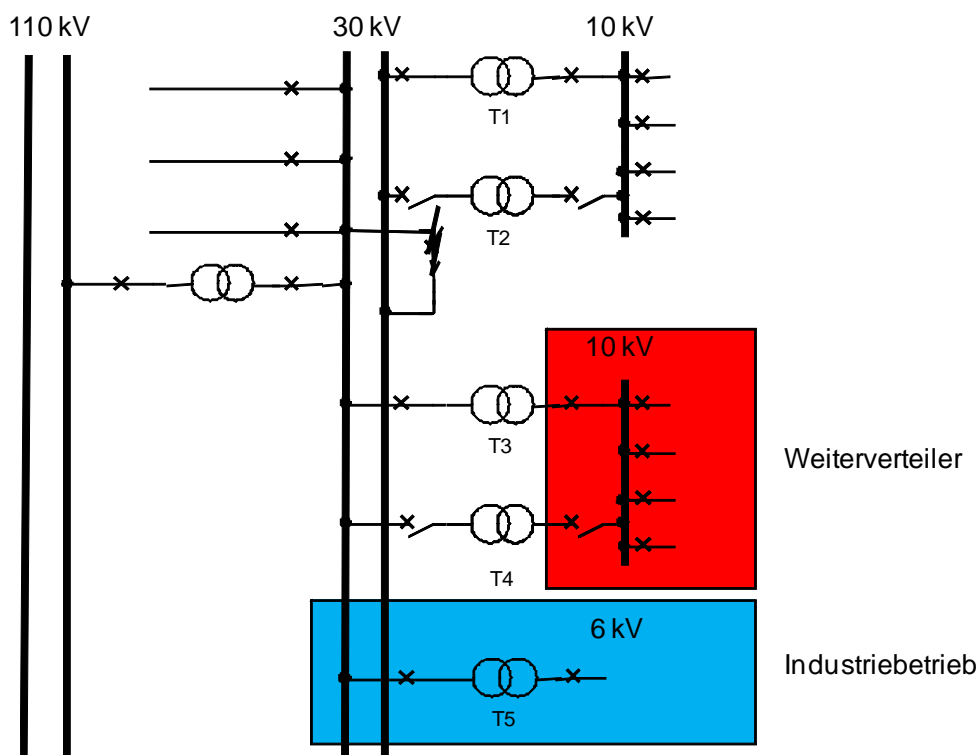 110 kV
30 kV
10 kV
T1
T2
10 kV
T3
Weiterverteiler
T4
6 kV
Industriebetrieb
T5